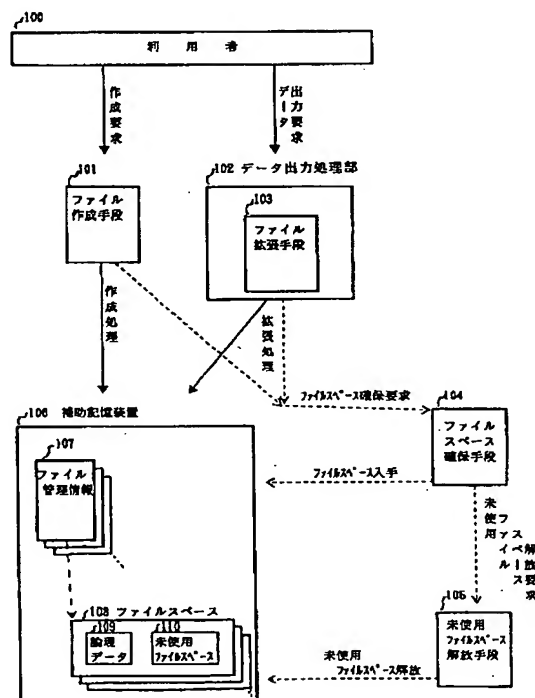 100
利用者
作成要求
データ
出力要求
101
ファイル
作成手段
102 データ出力処理部
103
ファイル
拡張手段
作成処理
拡張処理
ファイルスペース確保要求
104
ファイル
スペース
確保手段
ファイルスペース入手
106 補助記憶装置
107
ファイル
管理情報
未使用ファイルスペース解放要求
108 ファイルスペース
109
論理
データ
110
未使用
ファイルスペース
105
未使用
ファイルスペース
解放手段
未使用
ファイルスペース解放